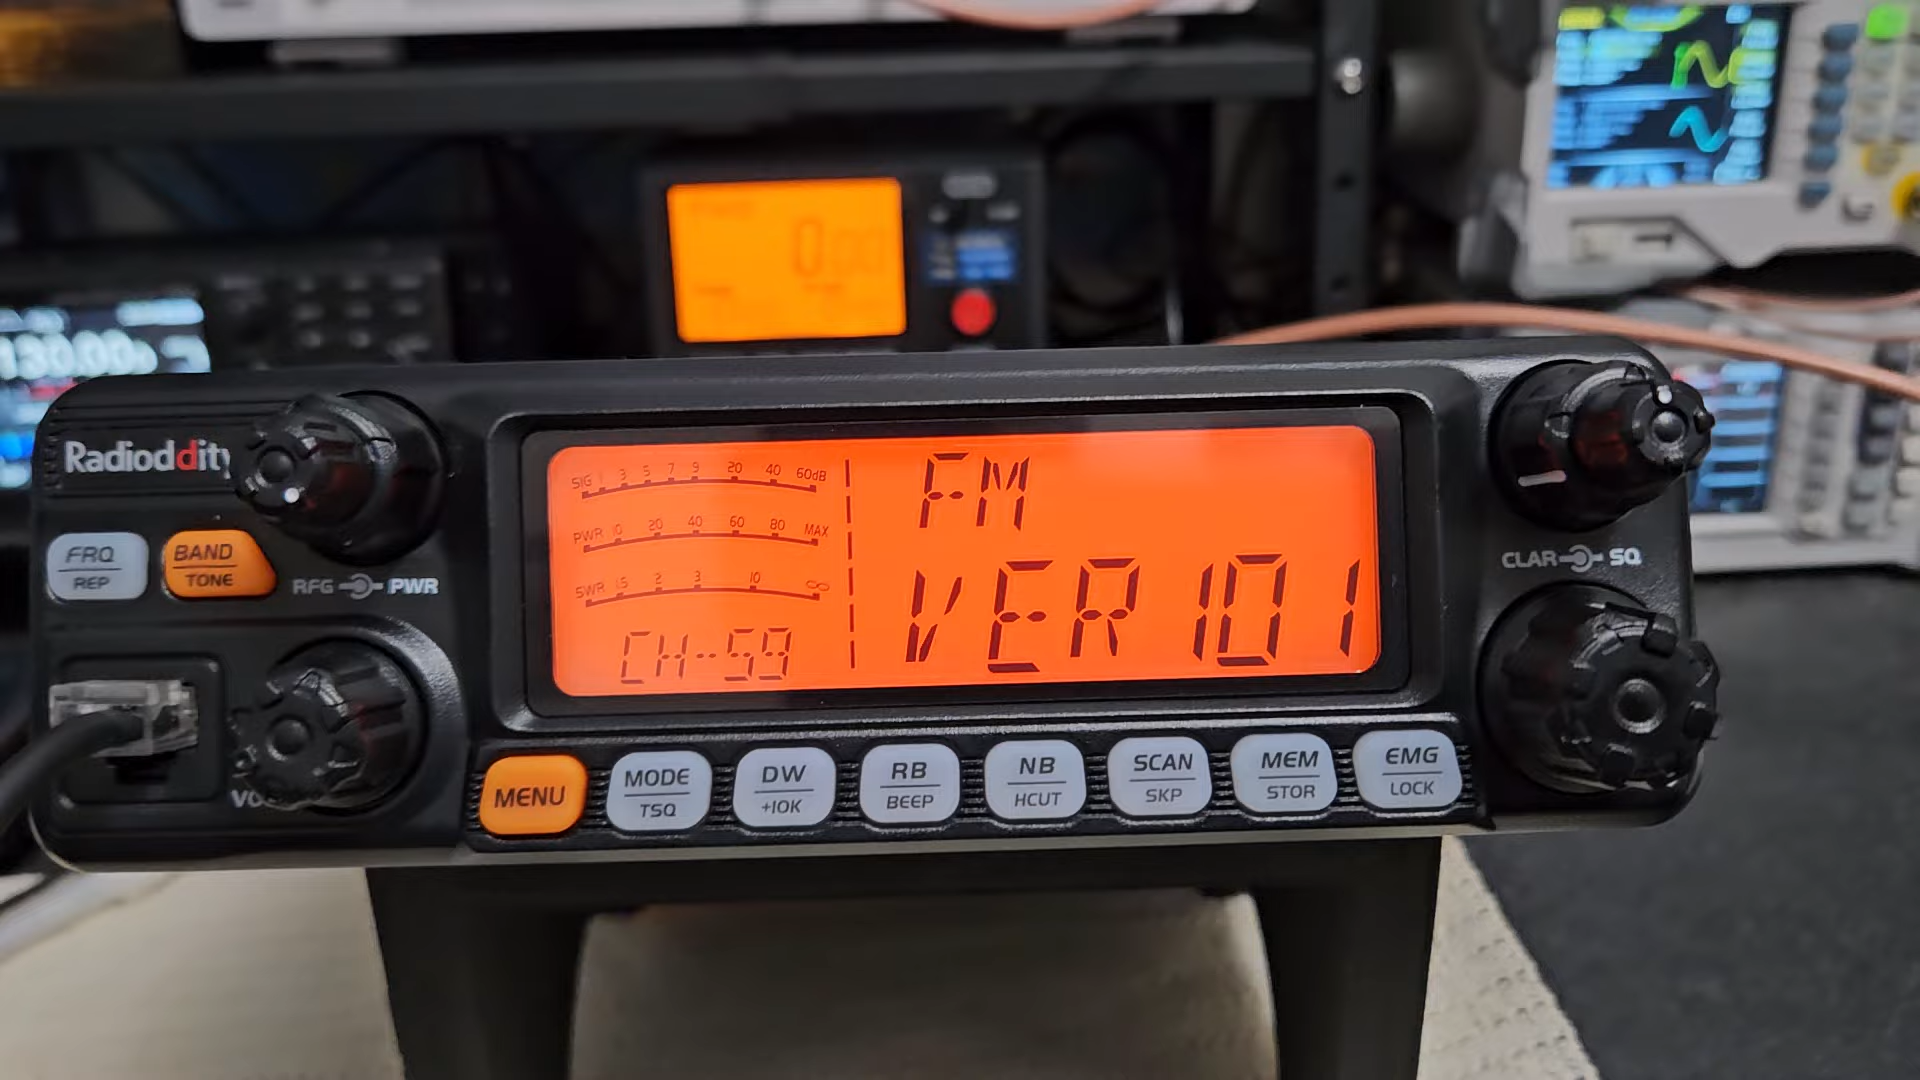 Radioddity
FRQ
REP
BAND
TONE
RFG PWR
SIG 1 3 5 7 9 20 40 60dB
PWR 10 20 40 60 80 MAX
SWR 1.5 2 3 10 ∞
CH-59
FM
VER 101
CLAR SQ
MENU
MODE
TSQ
DW
+10K
RB
BEEP
NB
HCUT
SCAN
SKP
MEM
STOR
EMG
LOCK